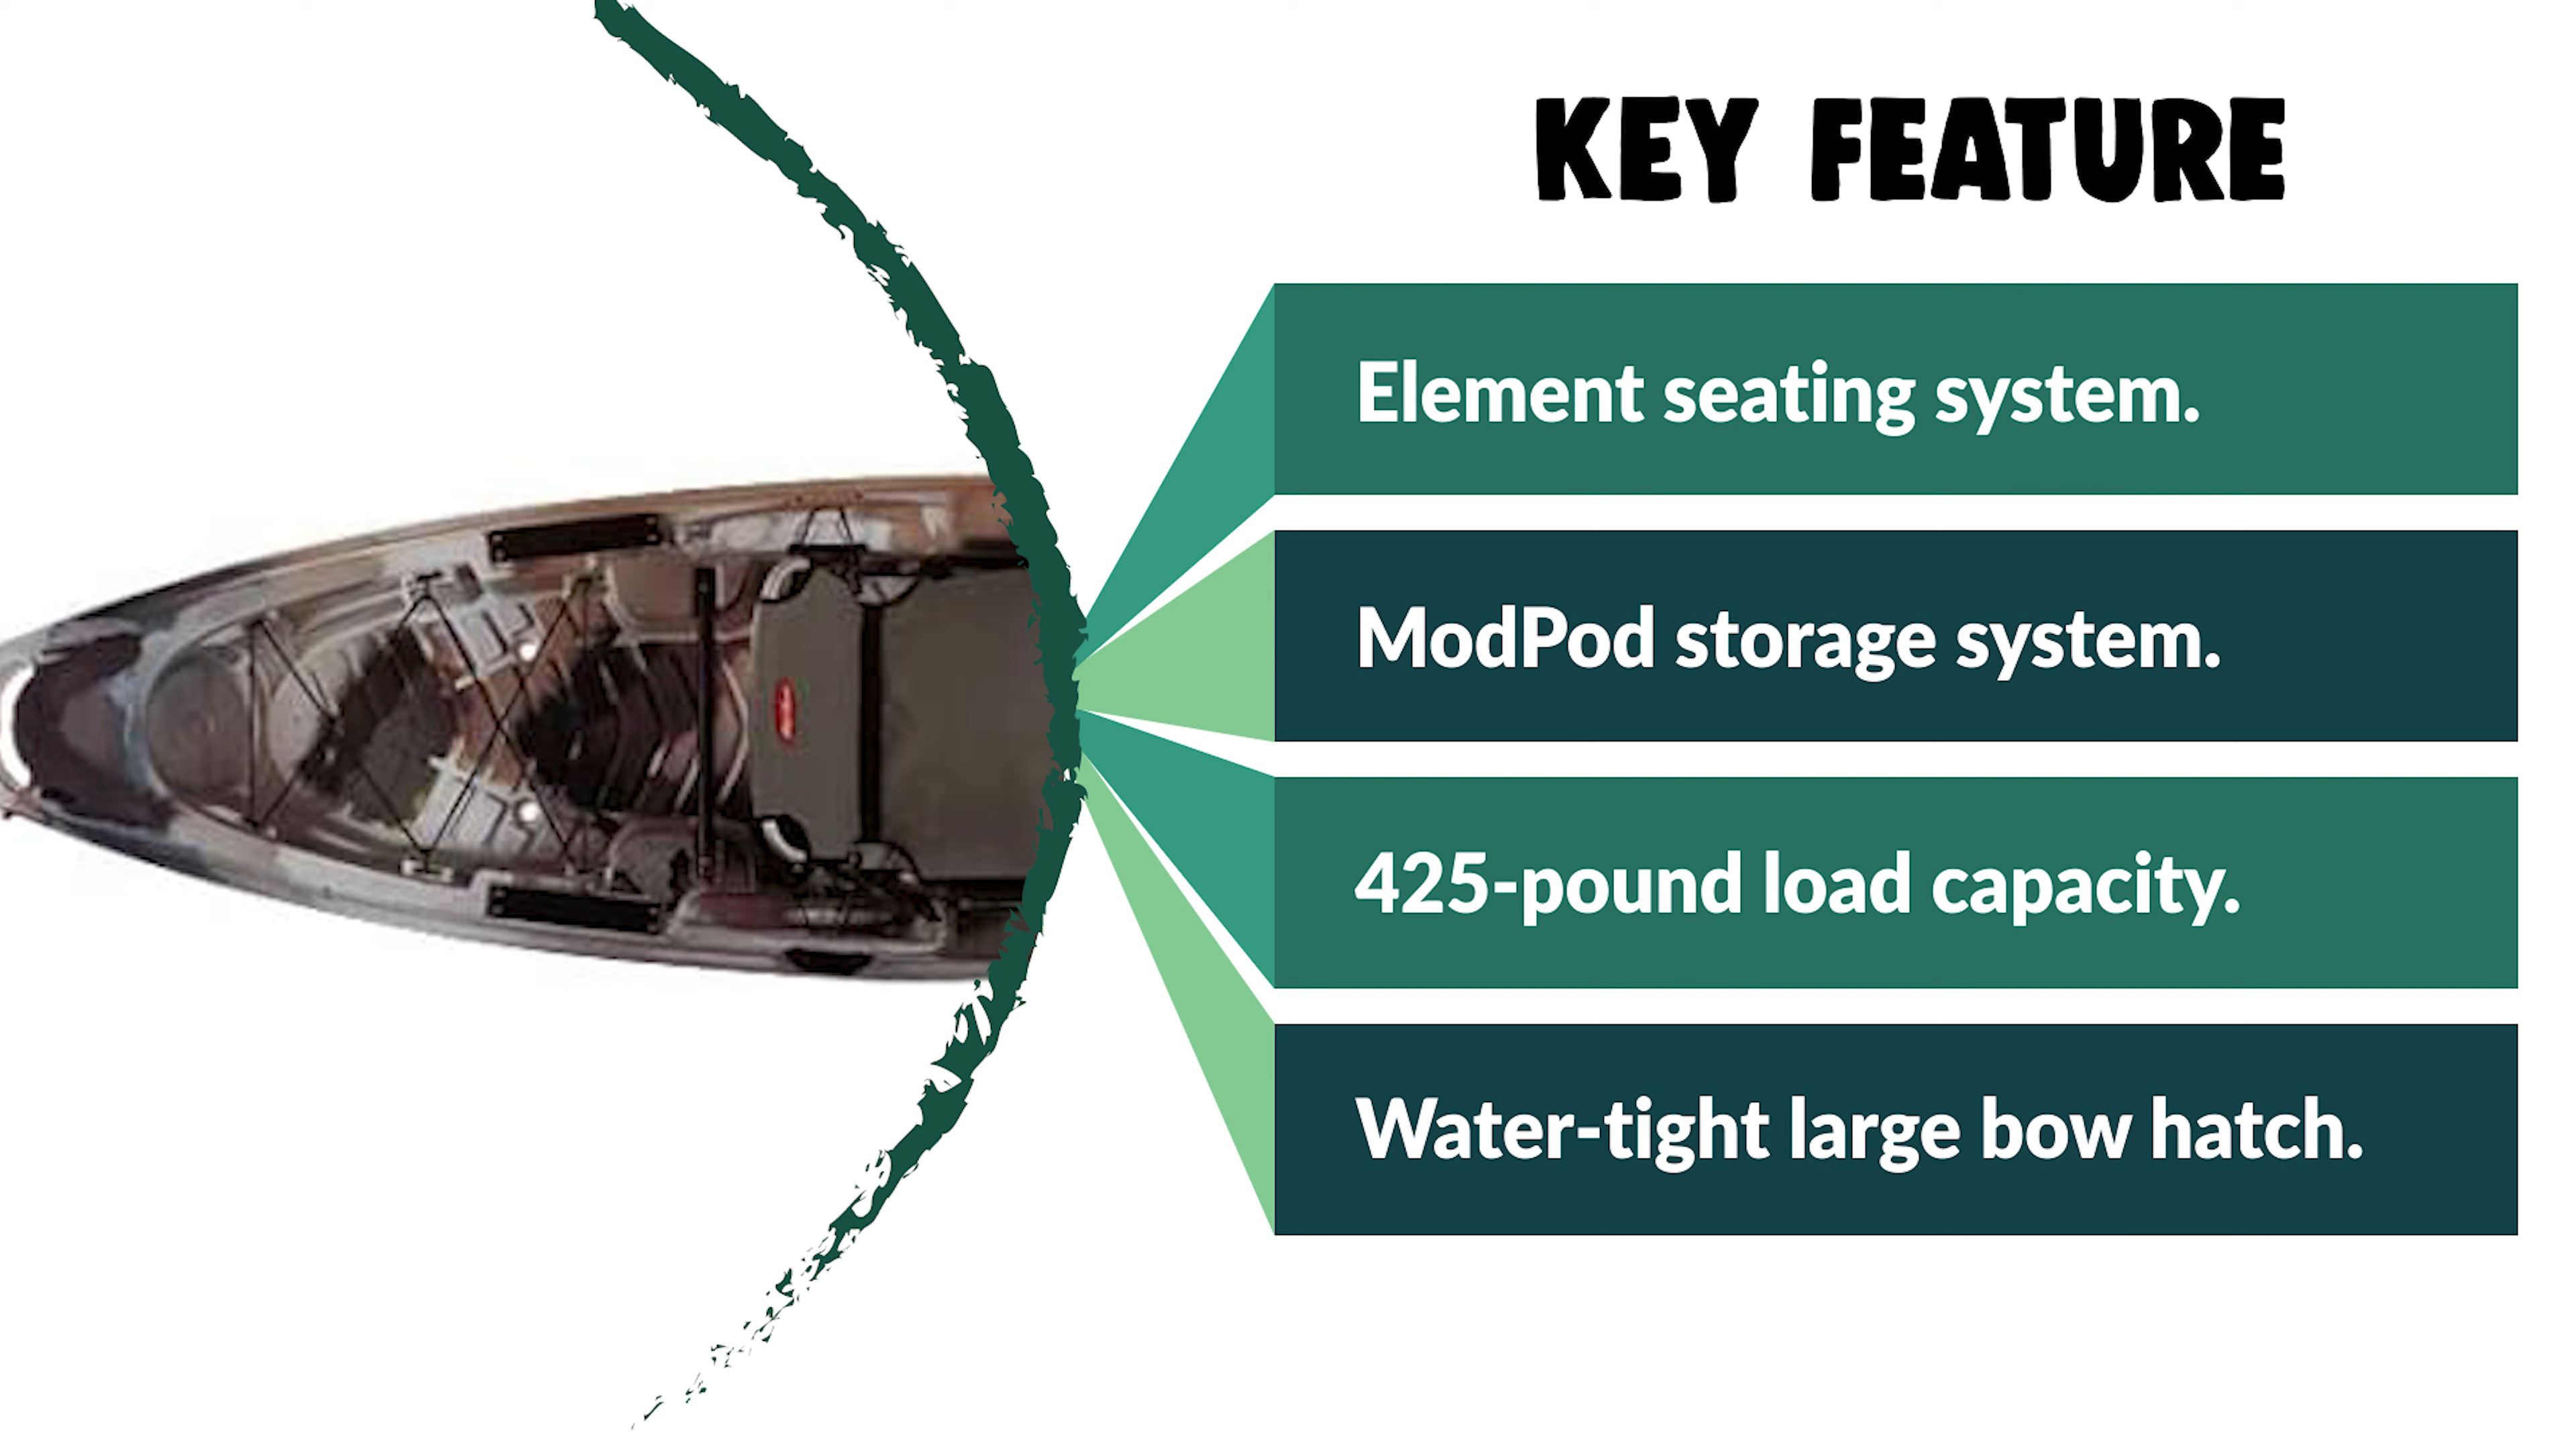 KEY FEATURE
Element seating system.
ModPod storage system.
425-pound load capacity.
Water-tight large bow hatch.